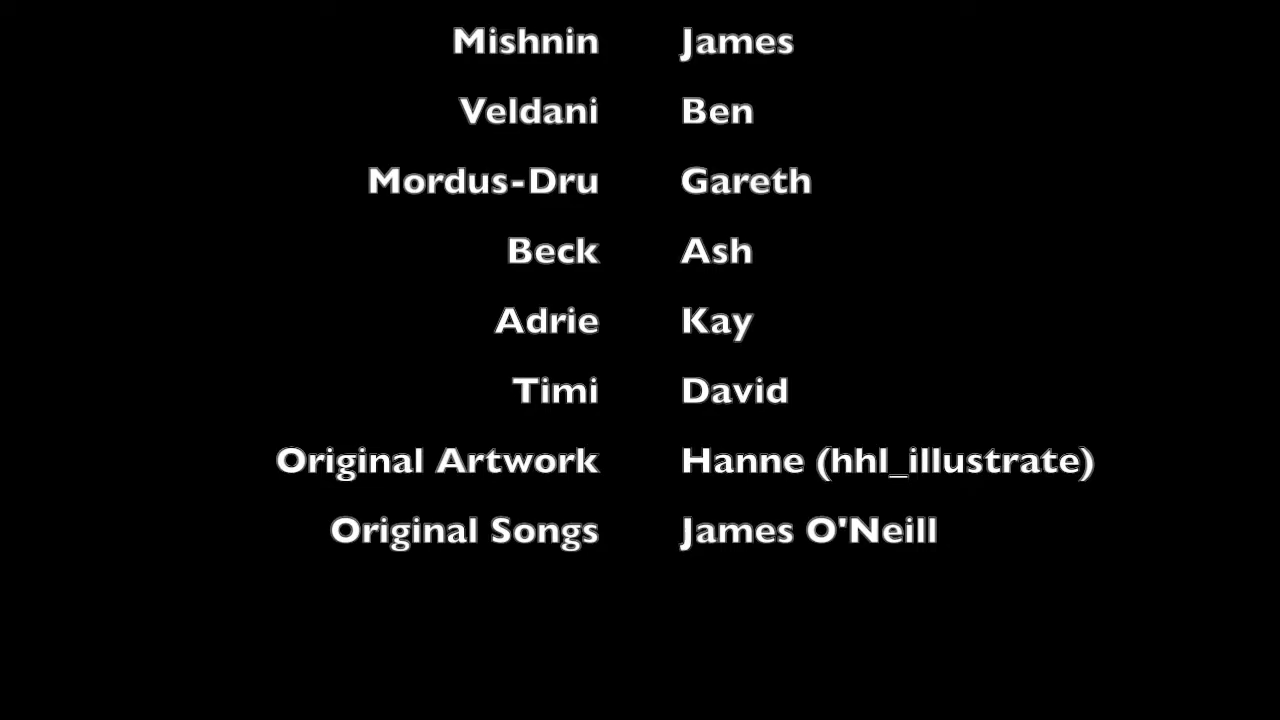 Mishnin James
Veldani Ben
Mordus-Dru Gareth
Beck Ash
Adrie Kay
Timi David
Original Artwork Hanne (hhl_illustrate)
Original Songs James O'Neill